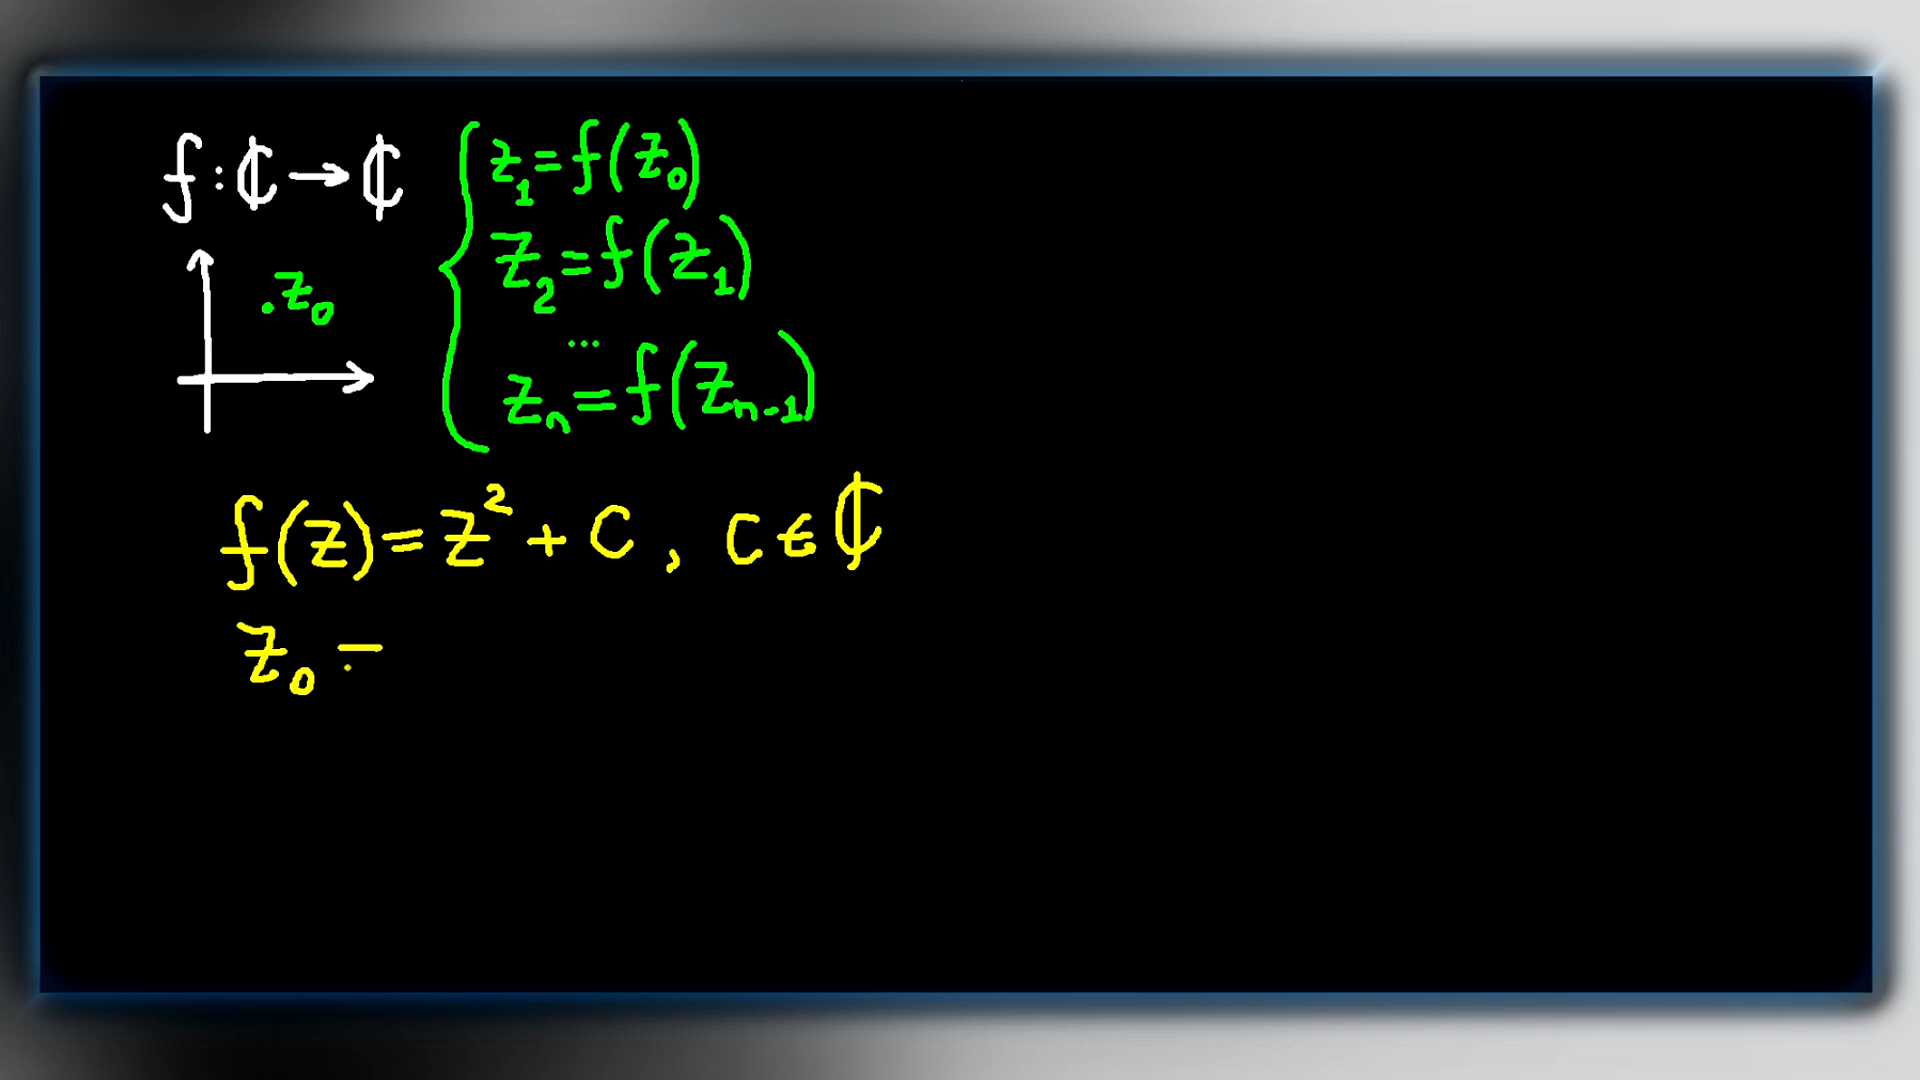 f : ℂ → ℂ
z₁ = f(z₀)
z₂ = f(z₁)
...
zₙ = f(zₙ₋₁)
. z₀
f(z) = z² + c , c ∈ ℂ
z₀ =